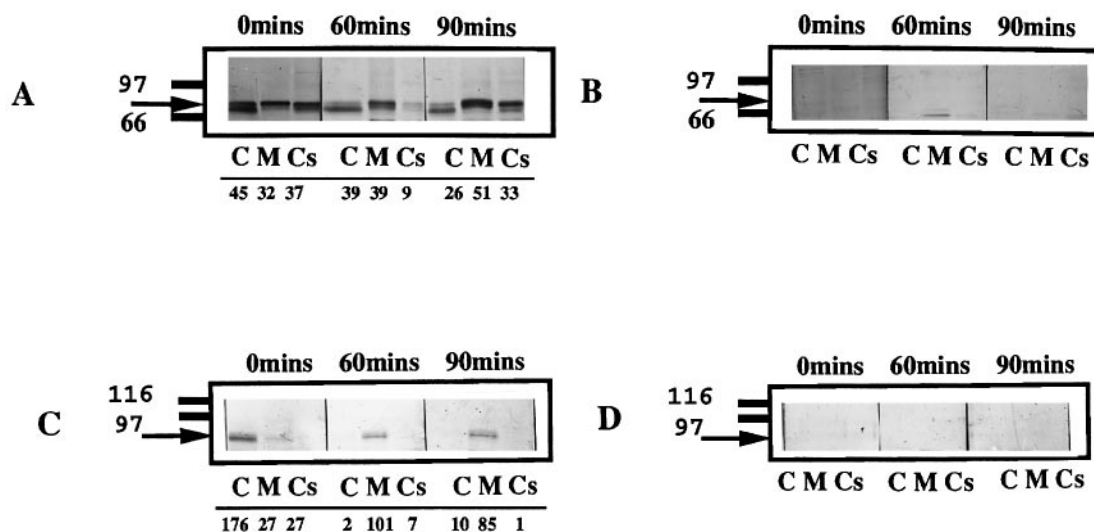 0mins 60mins 90mins
A 97 66
C M Cs C M Cs C M Cs
45 32 37 39 39 9 26 51 33
0mins 60mins 90mins
B 97 66
C M Cs C M Cs C M Cs
0mins 60mins 90mins
C 116 97
C M Cs C M Cs C M Cs
176 27 27 2 101 7 10 85 1
0mins 60mins 90mins
D 116 97
C M Cs C M Cs C M Cs